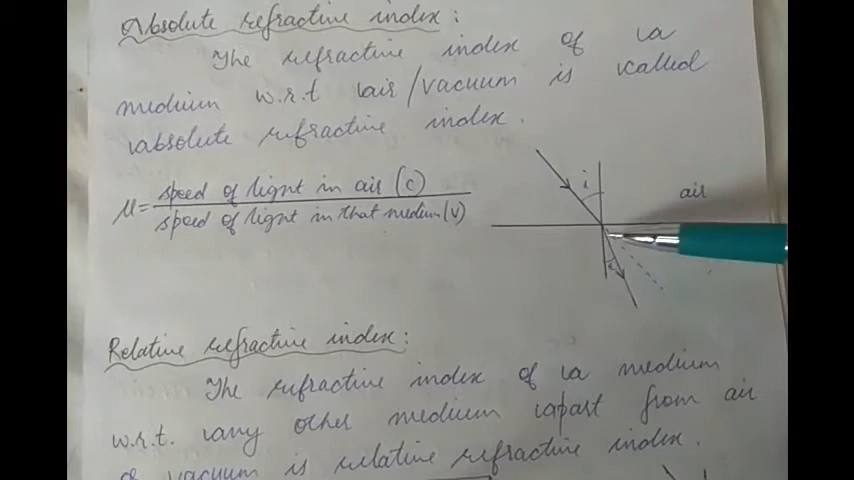 Absolute refractive index:
The refractive index of a
medium w.r.t air/vacuum is called
absolute refractive index.
μ = speed of light in air (c)
speed of light in that medium (v)
i
air
Relative refractive index:
The refractive index of a medium
w.r.t. any other medium apart from air
vacuum is relative refractive index.